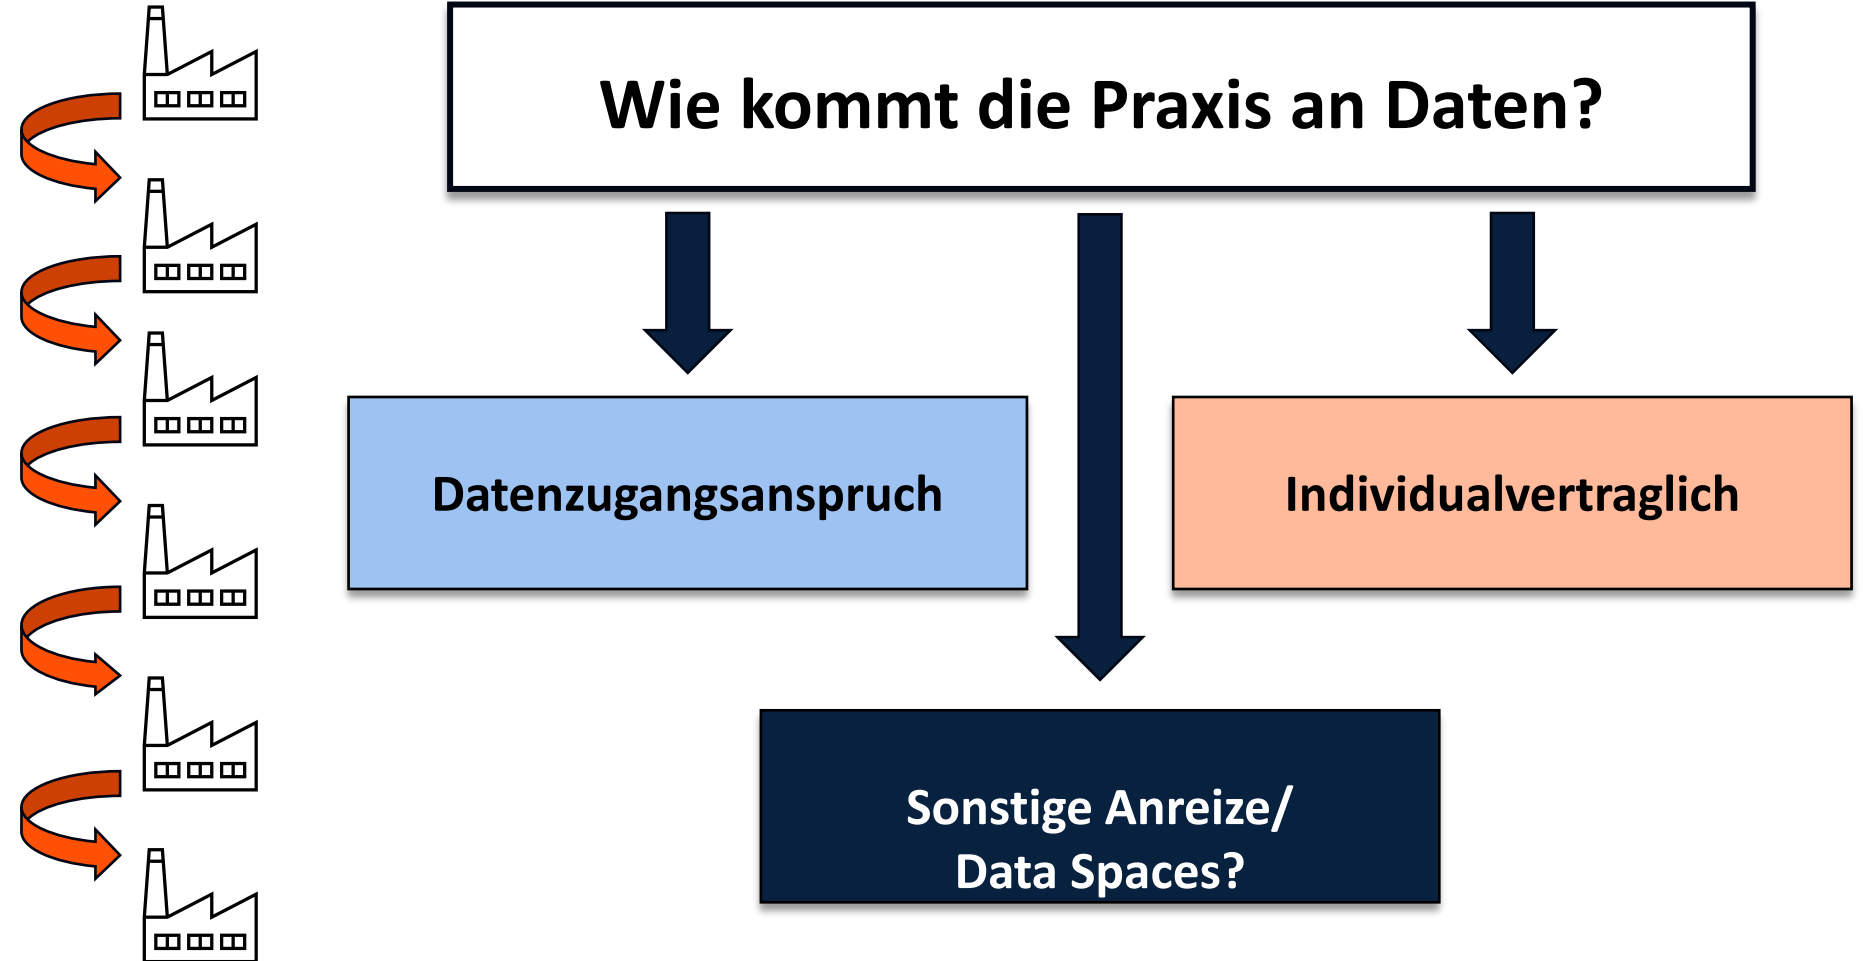 Wie kommt die Praxis an Daten?
Datenzugangsanspruch
Individualvertraglich
Sonstige Anreize/
Data Spaces?